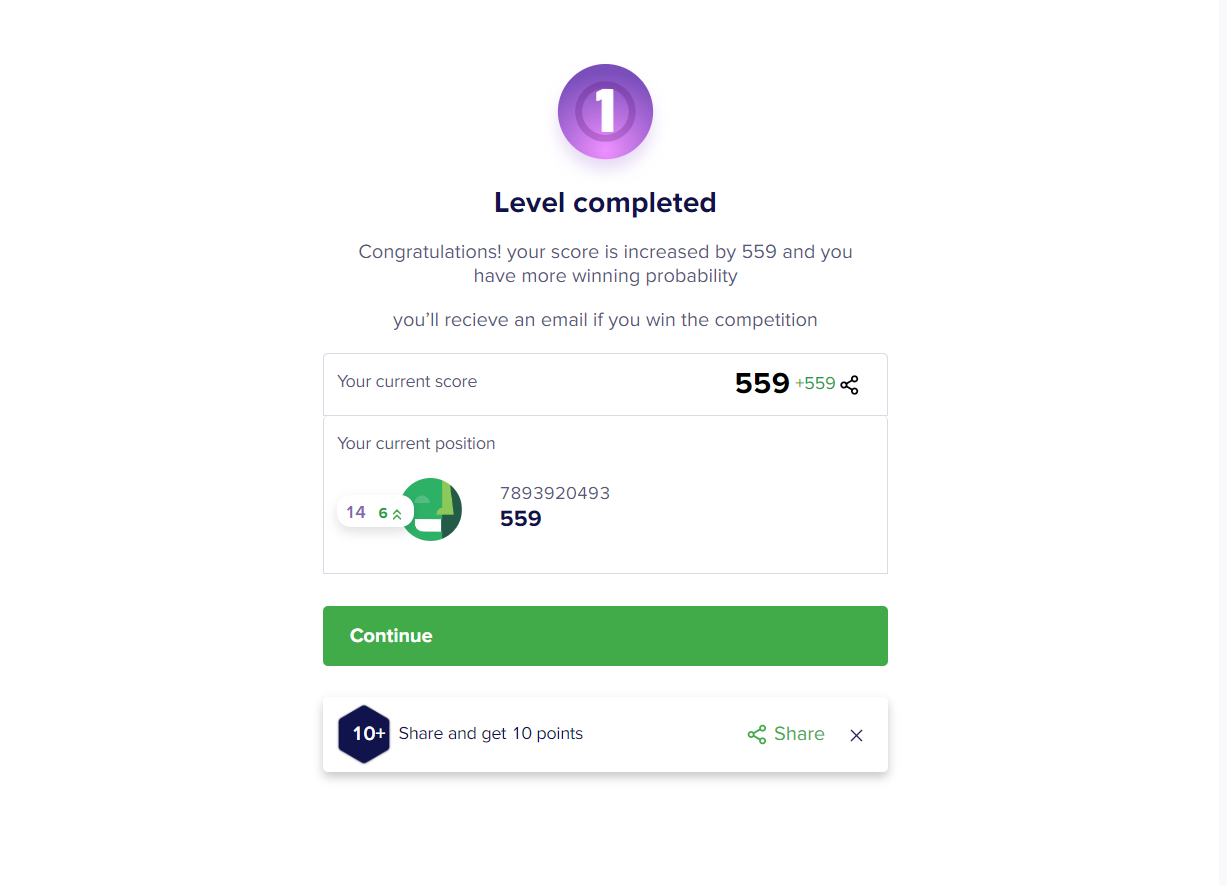 1
Level completed
Congratulations! your score is increased by 559 and you
have more winning probability
you’ll recieve an email if you win the competition
Your current score
559 +559
Your current position
14 6
7893920493
559
Continue
10+ Share and get 10 points Share